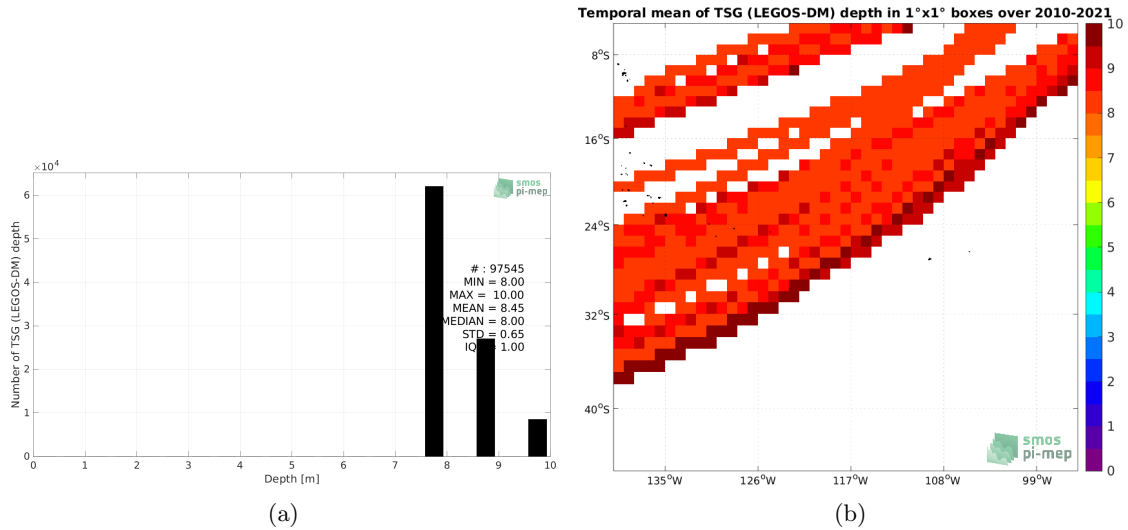 Temporal mean of TSG (LEGOS-DM) depth in 1°x1° boxes over 2010-2021
×10⁴
6
5
4
3
2
1
0
Number of TSG (LEGOS-DM) depth
smos
pi-mep
# : 97545
MIN = 8.00
MAX = 10.00
MEAN = 8.45
MEDIAN = 8.00
STD = 0.65
IQ = 1.00
0 1 2 3 4 5 6 7 8 9 10
Depth [m]
(a)
8°S
16°S
24°S
32°S
40°S
135°W 126°W 117°W 108°W 99°W
smos
pi-mep
10
9
8
7
6
5
4
3
2
1
0
(b)